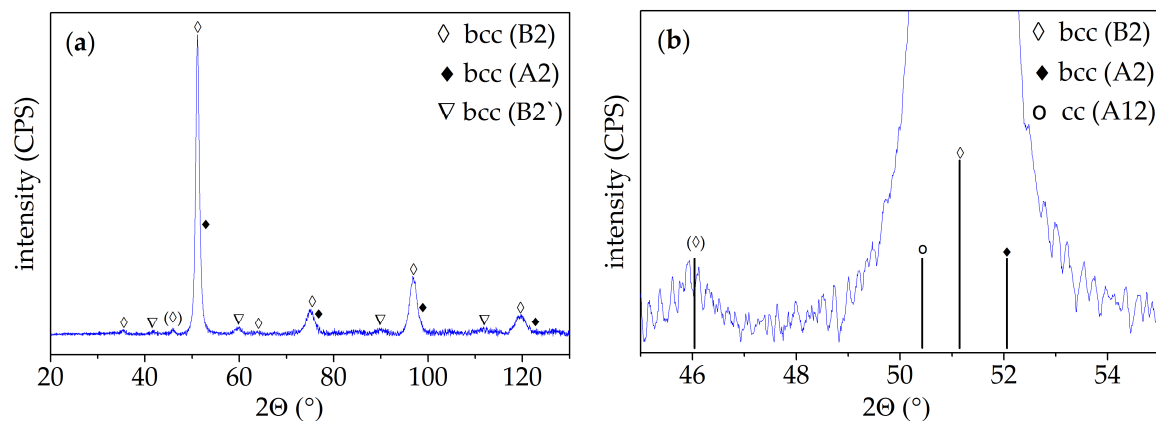 (a)
◊ bcc (B2)
♦ bcc (A2)
▽ bcc (B2`)
intensity (CPS)
(◊)
20 40 60 80 100 120
2Θ (°)
(b)
◊ bcc (B2)
♦ bcc (A2)
o cc (A12)
intensity (CPS)
(◊)
o
46 48 50 52 54
2Θ (°)